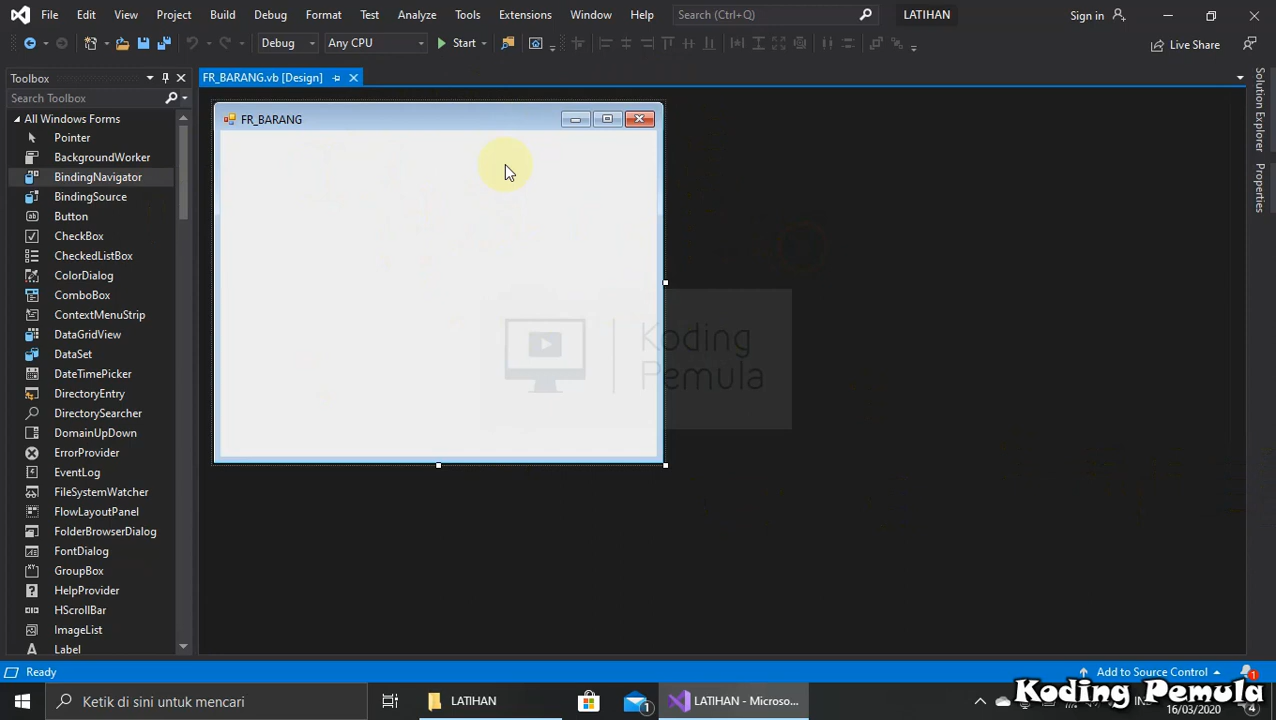 File Edit View Project Build Debug Format Test Analyze Tools Extensions Window Help Search (Ctrl+Q) LATIHAN Sign in
Debug Any CPU Start Live Share
Toolbox
FR_BARANG.vb [Design]
Search Toolbox
All Windows Forms
Pointer
BackgroundWorker
BindingNavigator
BindingSource
Button
CheckBox
CheckedListBox
ColorDialog
ComboBox
ContextMenuStrip
DataGridView
DataSet
DateTimePicker
DirectoryEntry
DirectorySearcher
DomainUpDown
ErrorProvider
EventLog
FileSystemWatcher
FlowLayoutPanel
FolderBrowserDialog
FontDialog
GroupBox
HelpProvider
HScrollBar
ImageList
Label
FR_BARANG
Koding
Pemula
Solution Explorer
Properties
Ready
Add to Source Control
1
Ketik di sini untuk mencari
LATIHAN
1
LATIHAN - Microso...
Koding Pemula
16/03/2020
4